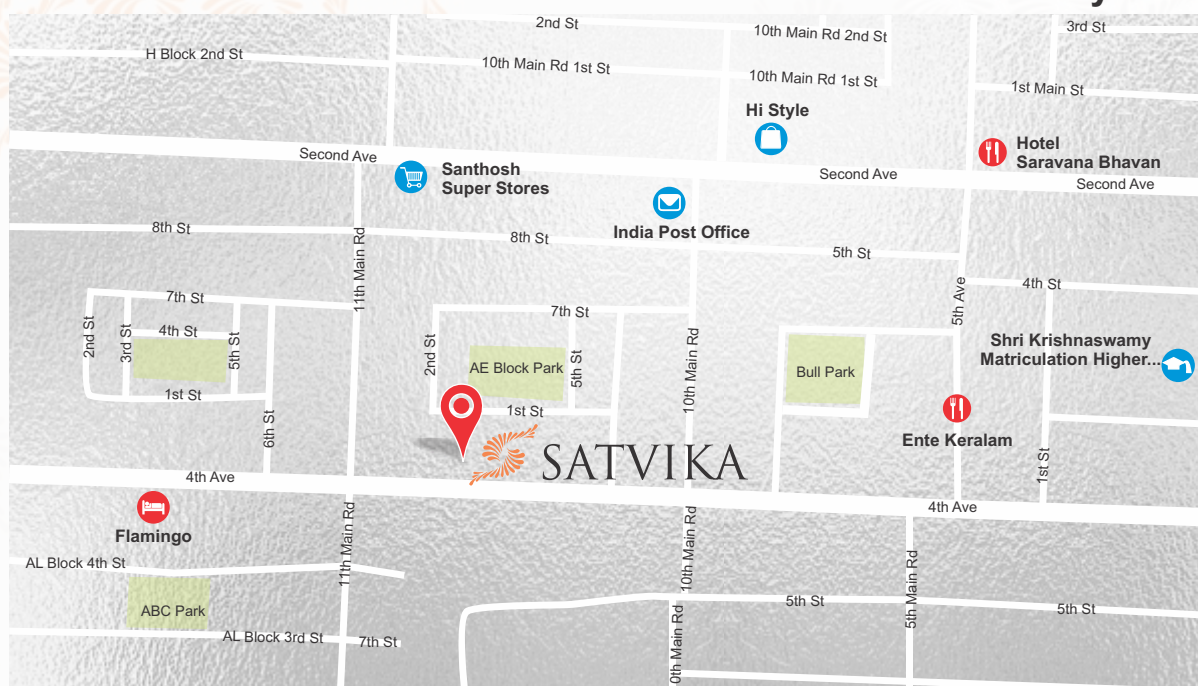 y
2nd St
10th Main Rd 2nd St
3rd St
H Block 2nd St
10th Main Rd 1st St
10th Main Rd 1st St
1st Main St
Hi Style
Second Ave
Santhosh
Super Stores
Hotel
Saravana Bhavan
Second Ave
Second Ave
India Post Office
8th St
8th St
5th St
11th Main Rd
7th St
4th St
2nd St
3rd St
5th St
1st St
6th St
7th St
2nd St
AE Block Park
5th St
1st St
10th Main Rd
Bull Park
5th Ave
4th St
Shri Krishnaswamy
Matriculation Higher...
Ente Keralam
1st St
SATVIKA
4th Ave
4th Ave
Flamingo
11th Main Rd
10th Main Rd
5th Main Rd
AL Block 4th St
ABC Park
AL Block 3rd St
7th St
5th St
5th St
0th Main Rd